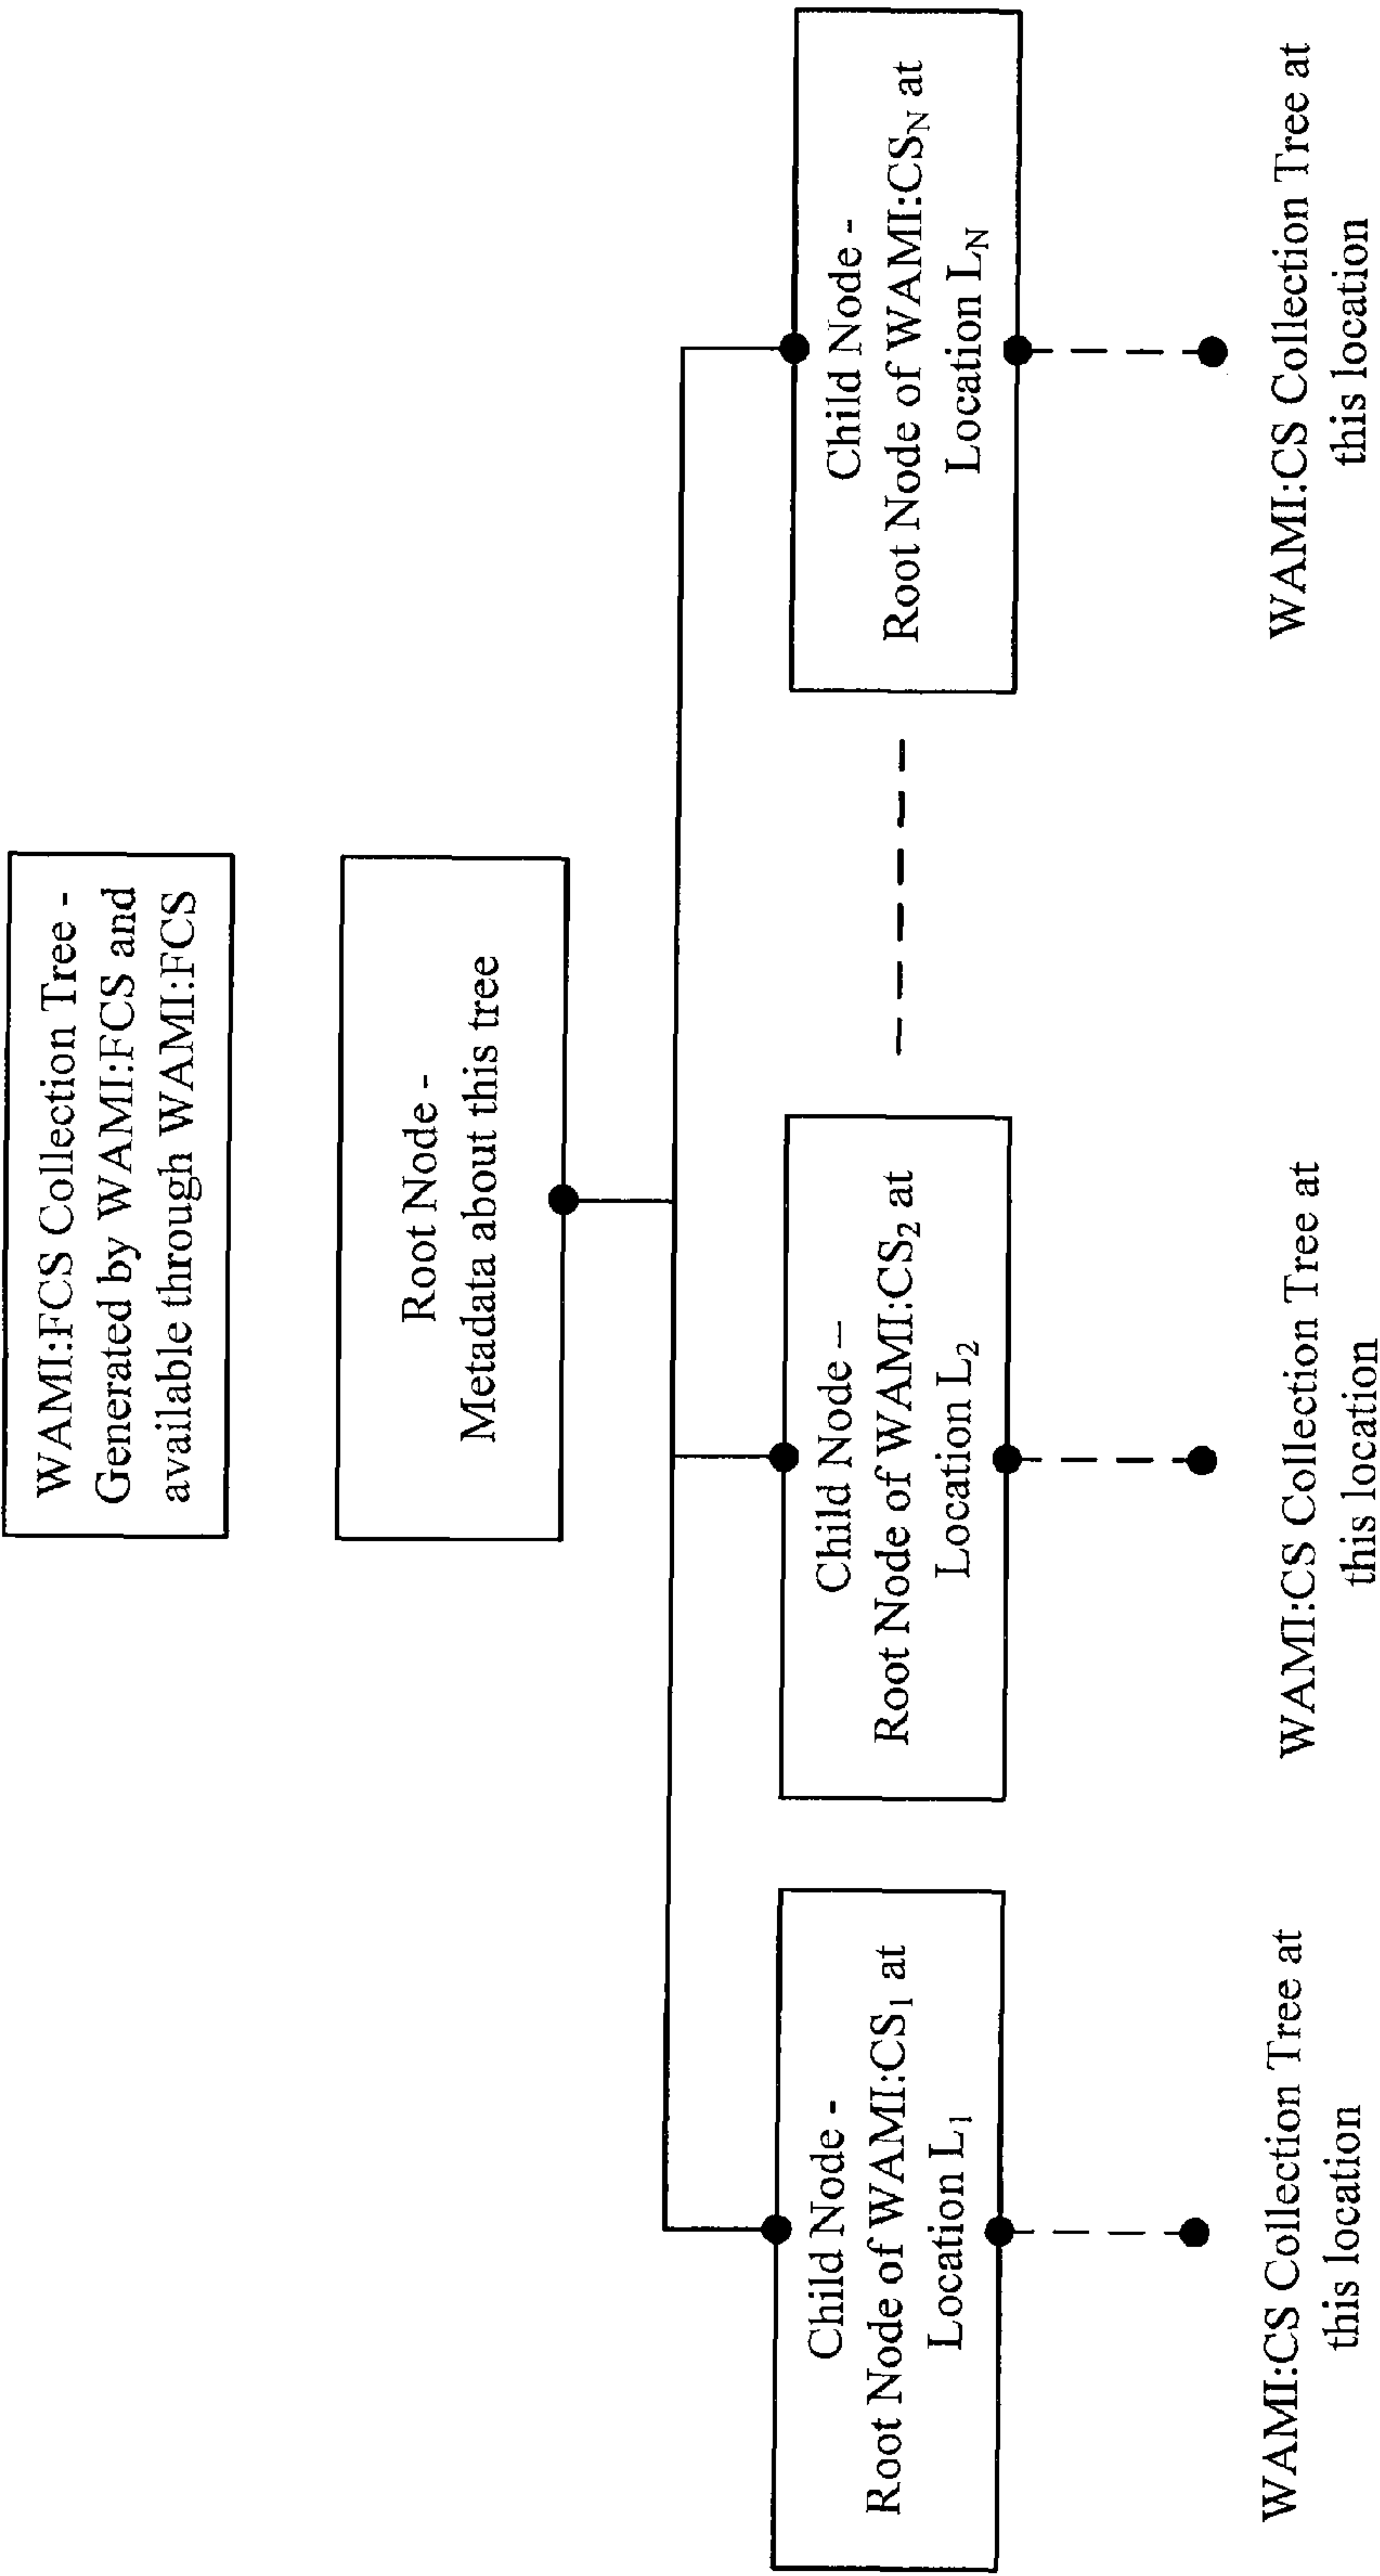 WAMI:FCS Collection Tree -
Generated by WAMI:FCS and
available through WAMI:FCS
Root Node -
Metadata about this tree
Child Node -
Root Node of WAMI:CS₁ at
Location L₁
Child Node –
Root Node of WAMI:CS₂ at
Location L₂
Child Node -
Root Node of WAMI:CSN at
Location LN
WAMI:CS Collection Tree at
this location
WAMI:CS Collection Tree at
this location
WAMI:CS Collection Tree at
this location